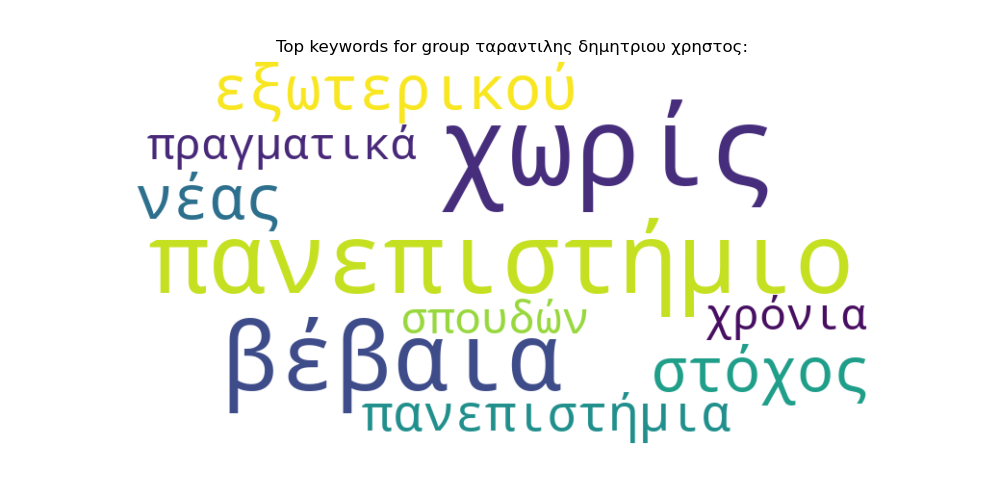 Top keywords for group ταραντιλης δημητριου χρηστος:
εξωτερικού
πραγματικά
χωρίς
νέας
πανεπιστήμιο
σπουδών
χρόνια
βέβαια
στόχος
πανεπιστήμια